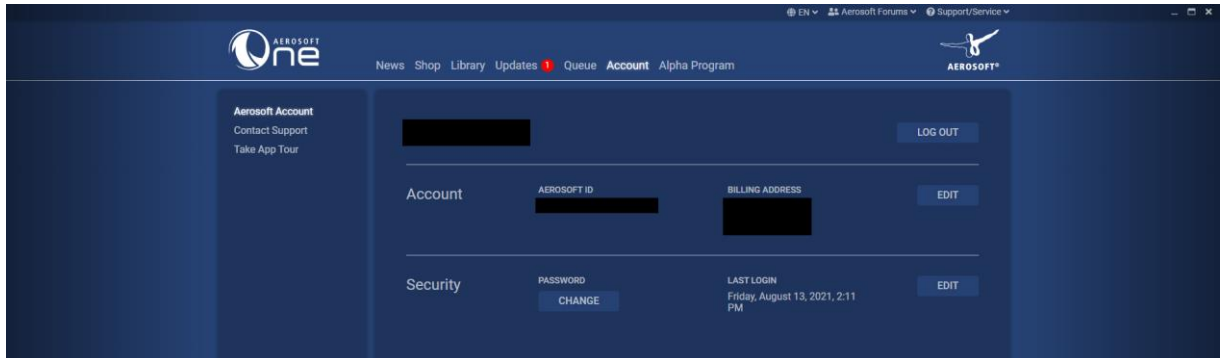 EN Aerosoft Forums Support/Service
AEROSOFT
One
News Shop Library Updates 1 Queue Account Alpha Program
AEROSOFT®
Aerosoft Account
Contact Support
Take App Tour
LOG OUT
Account
AEROSOFT ID
BILLING ADDRESS
EDIT
Security
PASSWORD
CHANGE
LAST LOGIN
Friday, August 13, 2021, 2:11
PM
EDIT